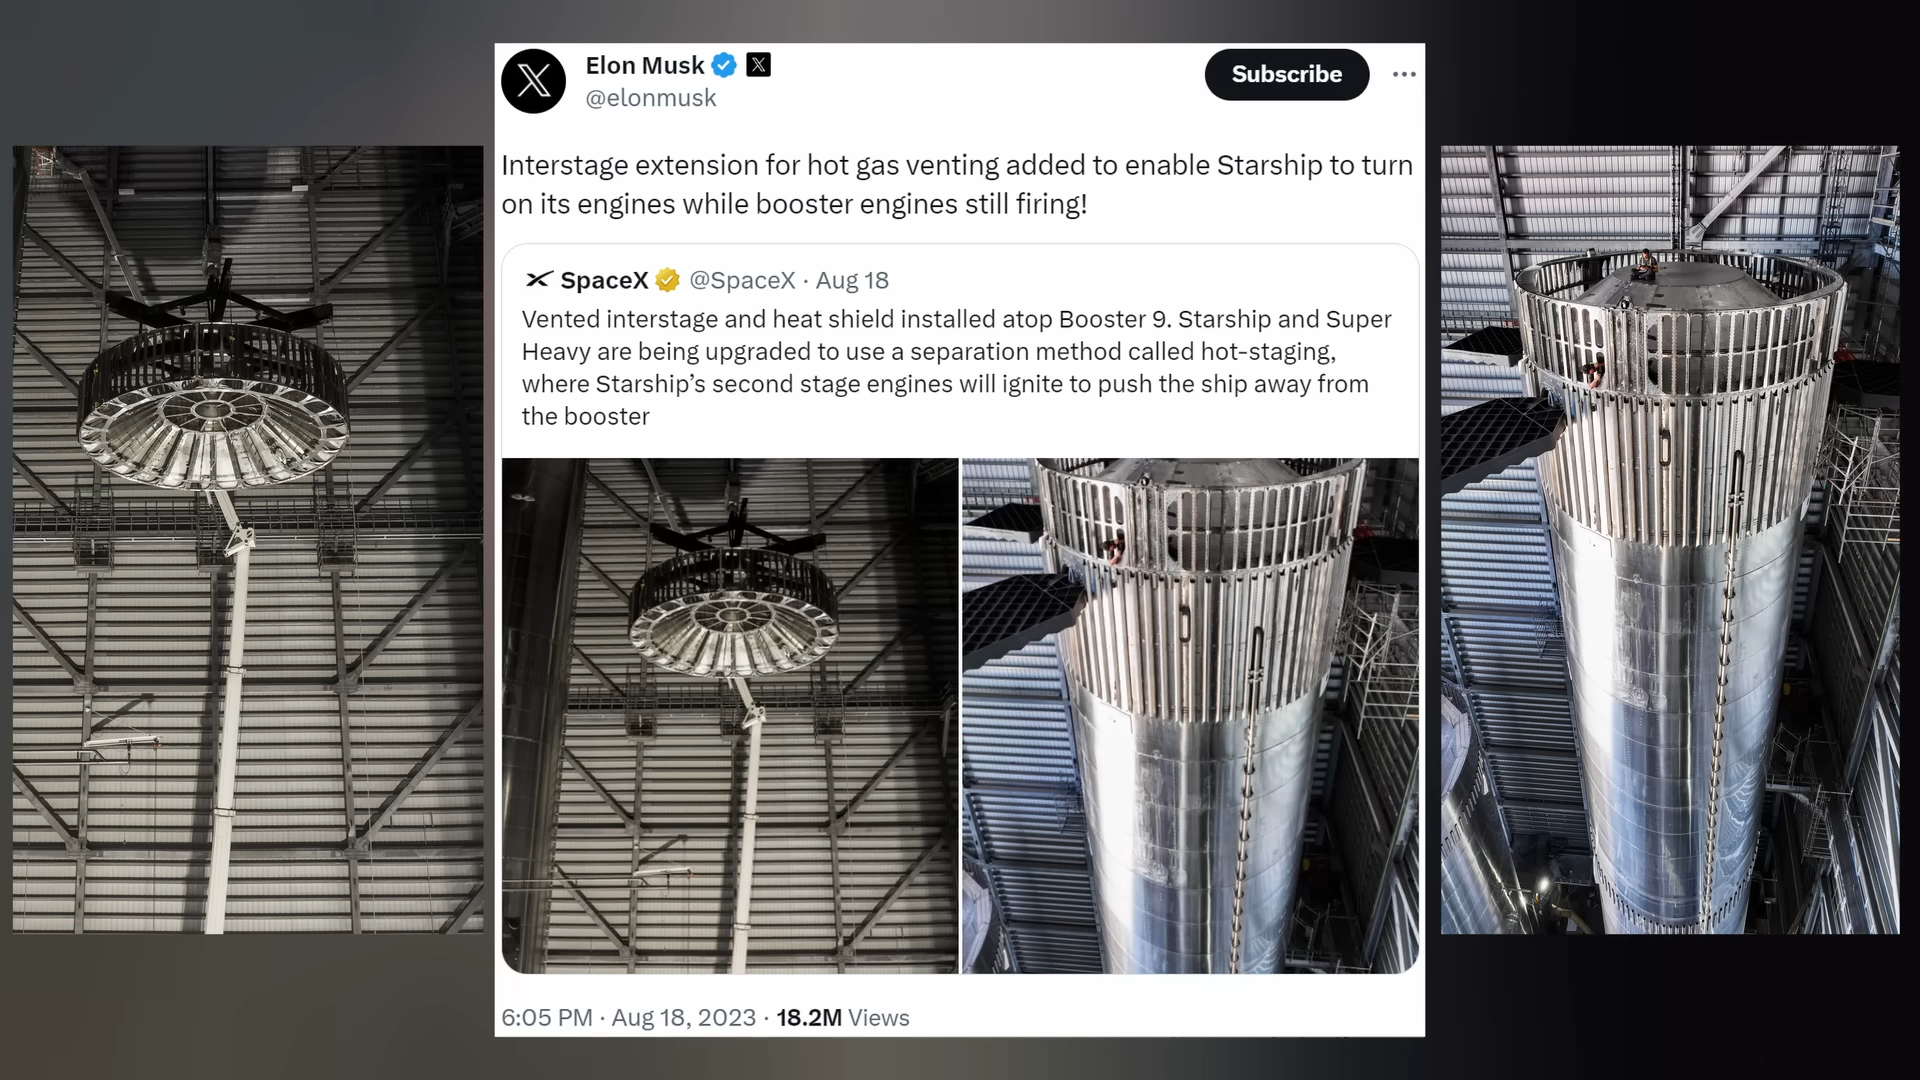 Elon Musk
@elonmusk
Subscribe
Interstage extension for hot gas venting added to enable Starship to turn
on its engines while booster engines still firing!
SpaceX @SpaceX · Aug 18
Vented interstage and heat shield installed atop Booster 9. Starship and Super
Heavy are being upgraded to use a separation method called hot-staging,
where Starship’s second stage engines will ignite to push the ship away from
the booster
6:05 PM · Aug 18, 2023 · 18.2M Views